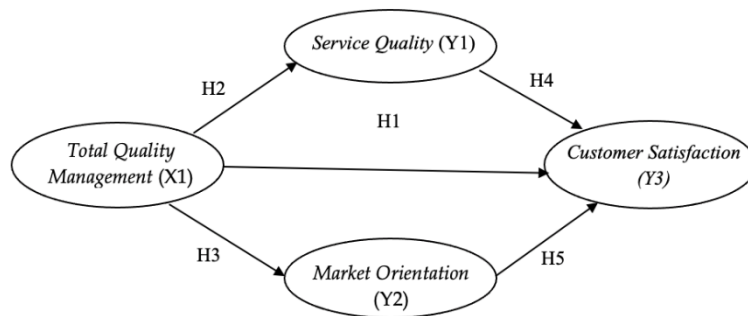 Service Quality (Y1)
H2
H4
H1
Total Quality
Management (X1)
Customer Satisfaction
(Y3)
H3
H5
Market Orientation
(Y2)